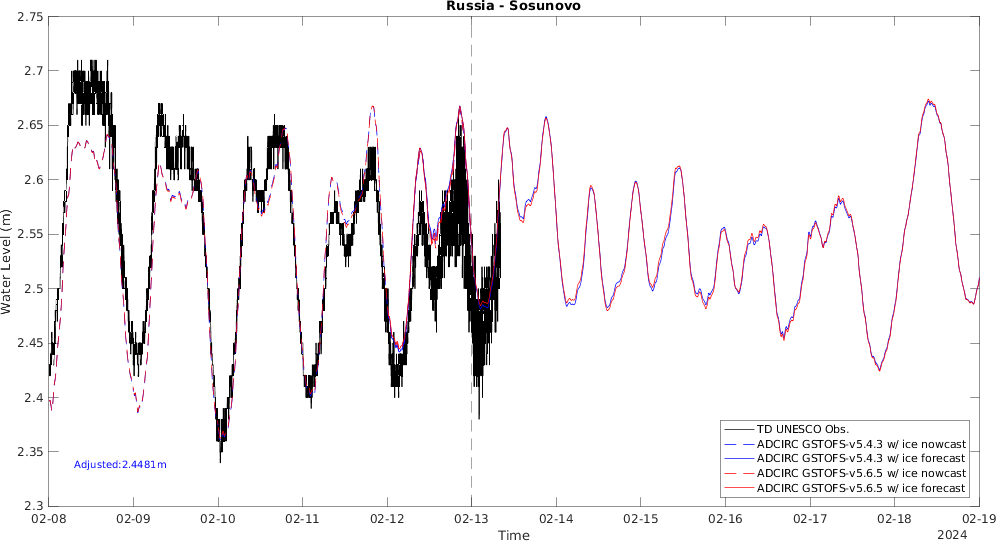 Russia - Sosunovo
2.75
2.7
2.65
2.6
2.55
2.5
2.45
2.4
2.35
2.3
Water Level (m)
Adjusted:2.4481m
TD UNESCO Obs.
ADCIRC GSTOFS-v5.4.3 w/ ice nowcast
ADCIRC GSTOFS-v5.4.3 w/ ice forecast
ADCIRC GSTOFS-v5.6.5 w/ ice nowcast
ADCIRC GSTOFS-v5.6.5 w/ ice forecast
02-08 02-09 02-10 02-11 02-12 02-13 02-14 02-15 02-16 02-17 02-18 02-19
Time
2024